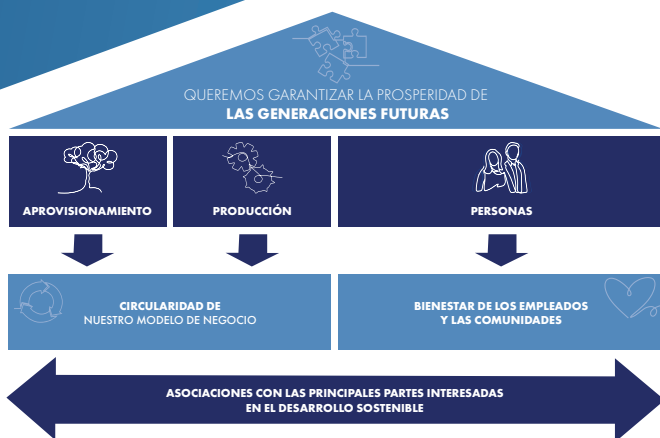 QUEREMOS GARANTIZAR LA PROSPERIDAD DE
LAS GENERACIONES FUTURAS
APROVISIONAMIENTO
PRODUCCIÓN
PERSONAS
CIRCULARIDAD DE
NUESTRO MODELO DE NEGOCIO
BIENESTAR DE LOS EMPLEADOS
Y LAS COMUNIDADES
ASOCIACIONES CON LAS PRINCIPALES PARTES INTERESADAS
EN EL DESARROLLO SOSTENIBLE